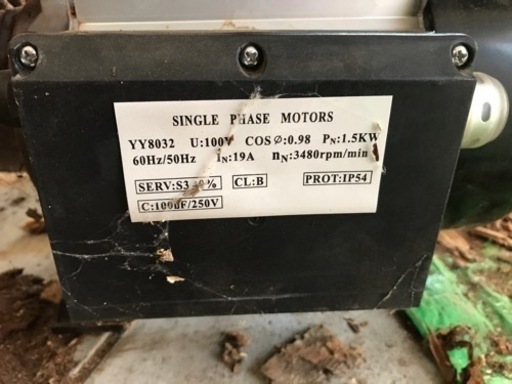 SINGLE PHASE MOTORS
YY8032 U:100V COSØ:0.98 PN:1.5KW
60Hz/50Hz IN:19A nN:3480rpm/min
SERV:S3 40% CL:B PROT:IP54
C:100uF/250V